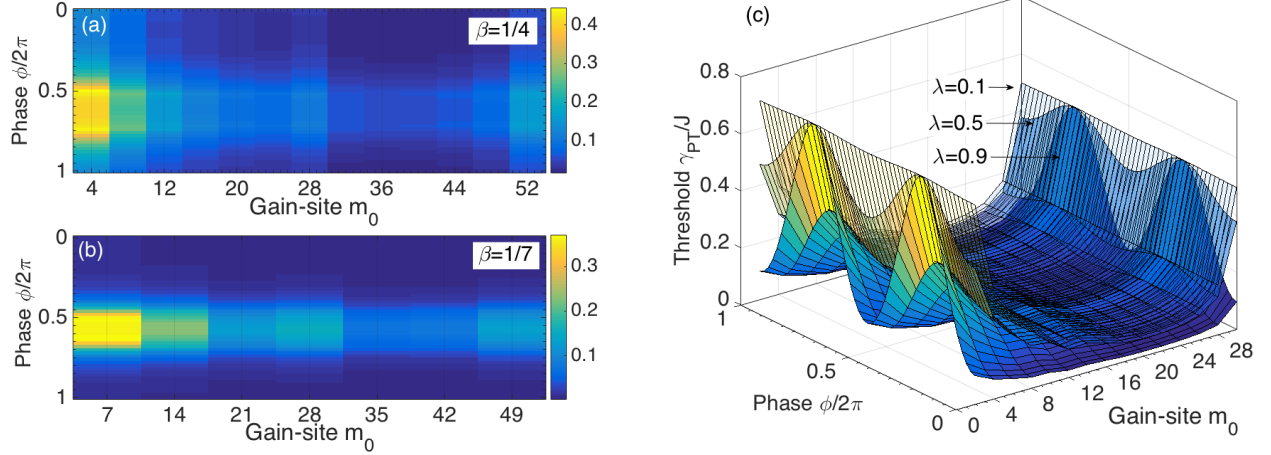 (a)
β=1/4
Phase ϕ/2π
0
0.5
1
4 12 20 28 36 44 52
Gain-site m₀
0.4
0.3
0.2
0.1
(b)
β=1/7
Phase ϕ/2π
0
0.5
1
7 14 21 28 35 42 49
Gain-site m₀
0.3
0.2
0.1
(c)
λ=0.1
λ=0.5
λ=0.9
Threshold γ_PT/J
0.8
0.6
0.4
0.2
0
1
0.5
0
Phase ϕ/2π
0 4 8 12 16 20 24 28
Gain-site m₀